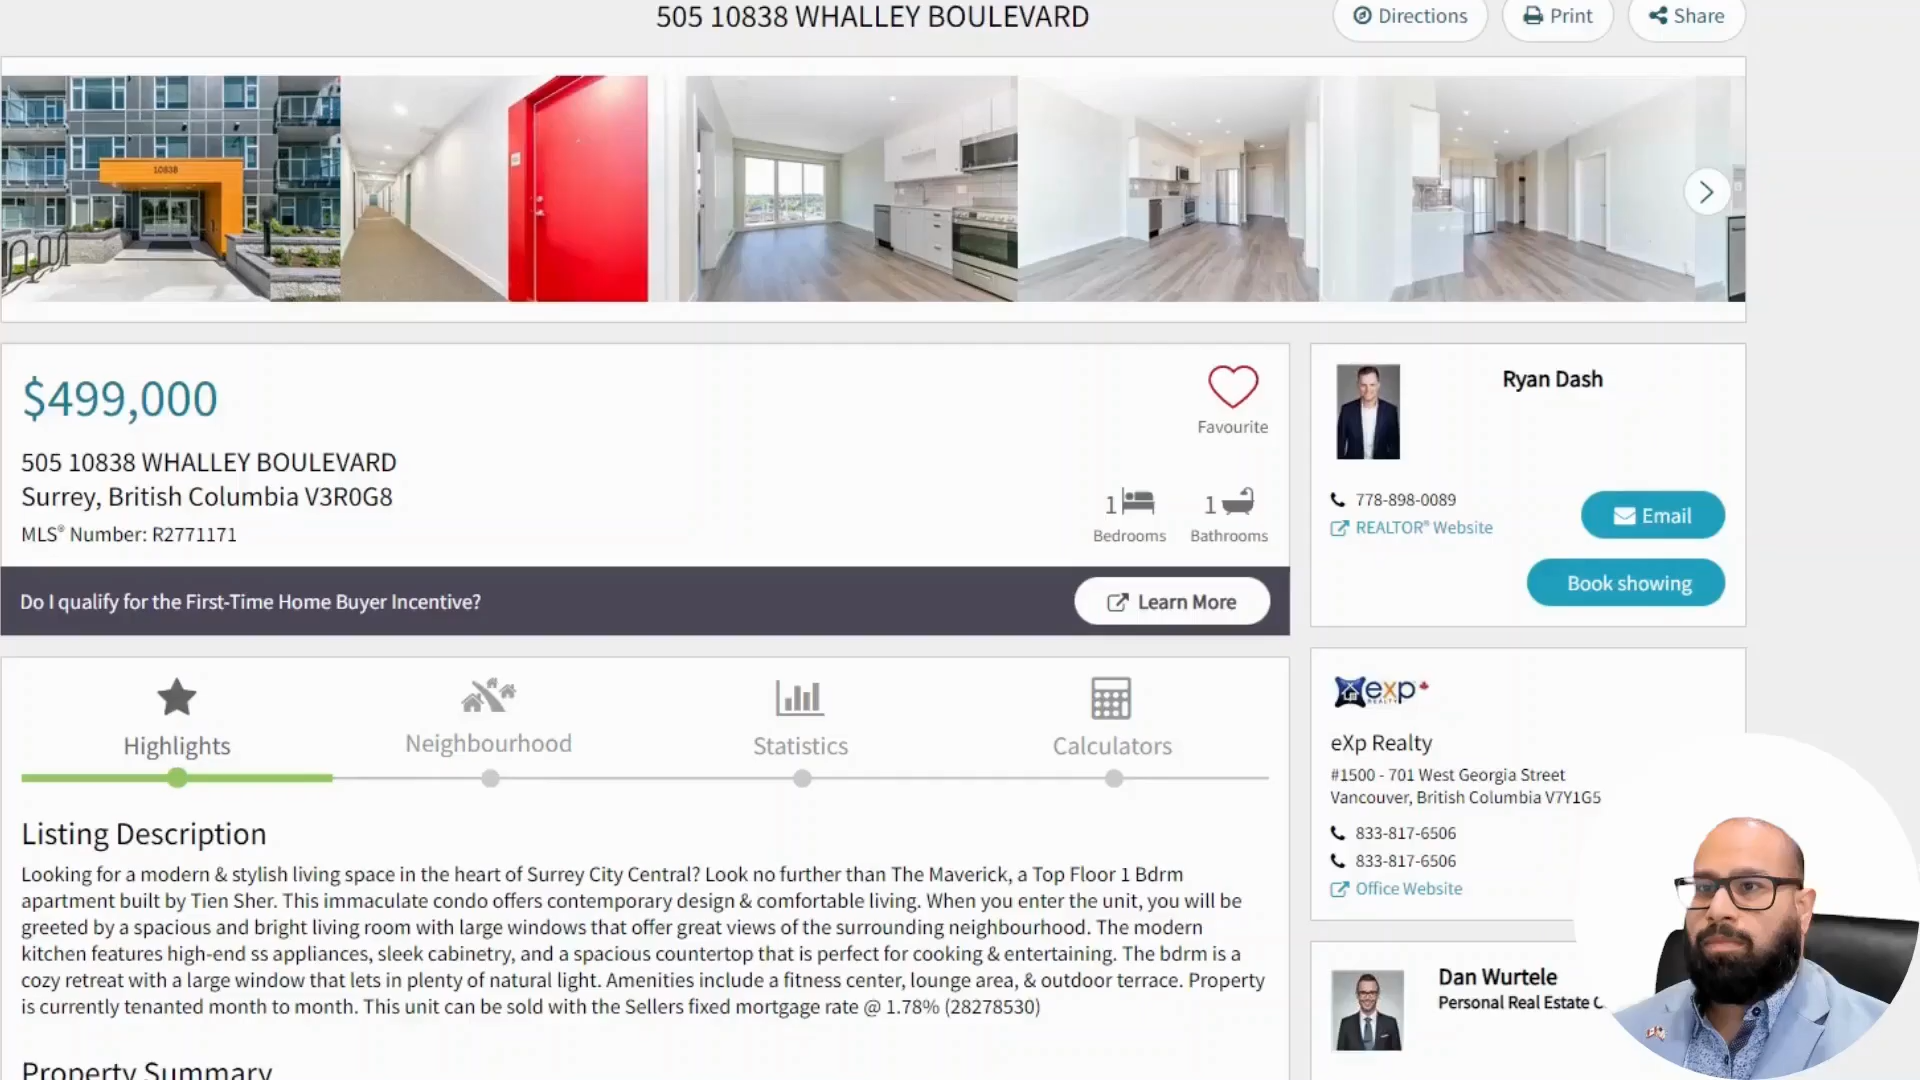 505 10838 WHALLEY BOULEVARD
Directions
Print
Share
10838
$499,000
Favourite
505 10838 WHALLEY BOULEVARD
Surrey, British Columbia V3R0G8
MLS® Number: R2771171
1
Bedrooms
1
Bathrooms
Do I qualify for the First-Time Home Buyer Incentive?
Learn More
Highlights
Neighbourhood
Statistics
Calculators
Listing Description
Looking for a modern & stylish living space in the heart of Surrey City Central? Look no further than The Maverick, a Top Floor 1 Bdrm
apartment built by Tien Sher. This immaculate condo offers contemporary design & comfortable living. When you enter the unit, you will be
greeted by a spacious and bright living room with large windows that offer great views of the surrounding neighbourhood. The modern
kitchen features high-end ss appliances, sleek cabinetry, and a spacious countertop that is perfect for cooking & entertaining. The bdrm is a
cozy retreat with a large window that lets in plenty of natural light. Amenities include a fitness center, lounge area, & outdoor terrace. Property
is currently tenanted month to month. This unit can be sold with the Sellers fixed mortgage rate @ 1.78% (28278530)
Property Summary
Ryan Dash
778-898-0089
REALTOR® Website
Email
Book showing
exp
REALTY
eXp Realty
#1500 - 701 West Georgia Street
Vancouver, British Columbia V7Y1G5
833-817-6506
833-817-6506
Office Website
Dan Wurtele
Personal Real Estate C